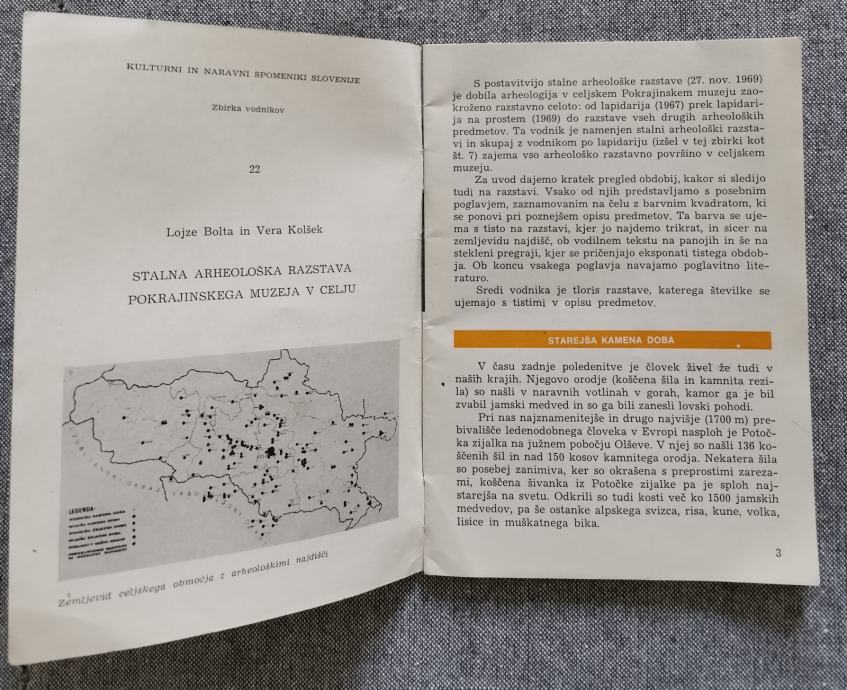 KULTURNI IN NARAVNI SPOMENIKI SLOVENIJE
Zbirka vodnikov
22
Lojze Bolta in Vera Kolšek
STALNA ARHEOLOŠKA RAZSTAVA
POKRAJINSKEGA MUZEJA V CELJU
LEGENDA:
Zemljevid celjskega območja z arheološkimi najdišči
S postavitvijo stalne arheološke razstave (27. nov. 1969)
je dobila arheologija v celjskem Pokrajinskem muzeju zao-
kroženo razstavno celoto: od lapidarija (1967) prek lapidari-
ja na prostem (1969) do razstave vseh drugih arheoloških
predmetov. Ta vodnik je namenjen stalni arheološki razsta-
vi in skupaj z vodnikom po lapidariju (izšel v tej zbirki kot
št. 7) zajema vso arheološko razstavno površino v celjskem
muzeju.
Za uvod dajemo kratek pregled obdobij, kakor si sledijo
tudi na razstavi. Vsako od njih predstavljamo s posebnim
poglavjem, zaznamovanim na čelu z barvnim kvadratom, ki
se ponovi pri poznejšem opisu predmetov. Ta barva se uje-
ma s tisto na razstavi, kjer jo najdemo trikrat, in sicer na
zemljevidu najdišč, ob vodilnem tekstu na panojih in še na
stekleni pregraji, kjer se pričenjajo eksponati tistega obdob-
ja. Ob koncu vsakega poglavja navajamo poglavitno lite-
raturo.
Sredi vodnika je tloris razstave, katerega številke se
ujemajo s tistimi v opisu predmetov.
STAREJŠA KAMENA DOBA
V času zadnje poledenitve je človek živel že tudi v
naših krajih. Njegovo orodje (koščena šila in kamnita rezi-
la) so našli v naravnih votlinah v gorah, kamor ga je bil
zvabil jamski medved in so ga bili zanesli lovski pohodi.
Pri nas najznamenitejše in drugo najvišje (1700 m) pre-
bivališče ledenodobnega človeka v Evropi nasploh je Potoč-
ka zijalka na južnem pobočju Olševe. V njej so našli 136 ko-
ščenih šil in nad 150 kosov kamnitega orodja. Nekatera šila
so posebej zanimiva, ker so okrašena s preprostimi zareza-
mi, koščena šivanka iz Potočke zijalke pa je sploh naj-
starejša na svetu. Odkrili so tudi kosti več ko 1500 jamskih
medvedov, pa še ostanke alpskega svizca, risa, kune, volka,
lisice in muškatnega bika.
3